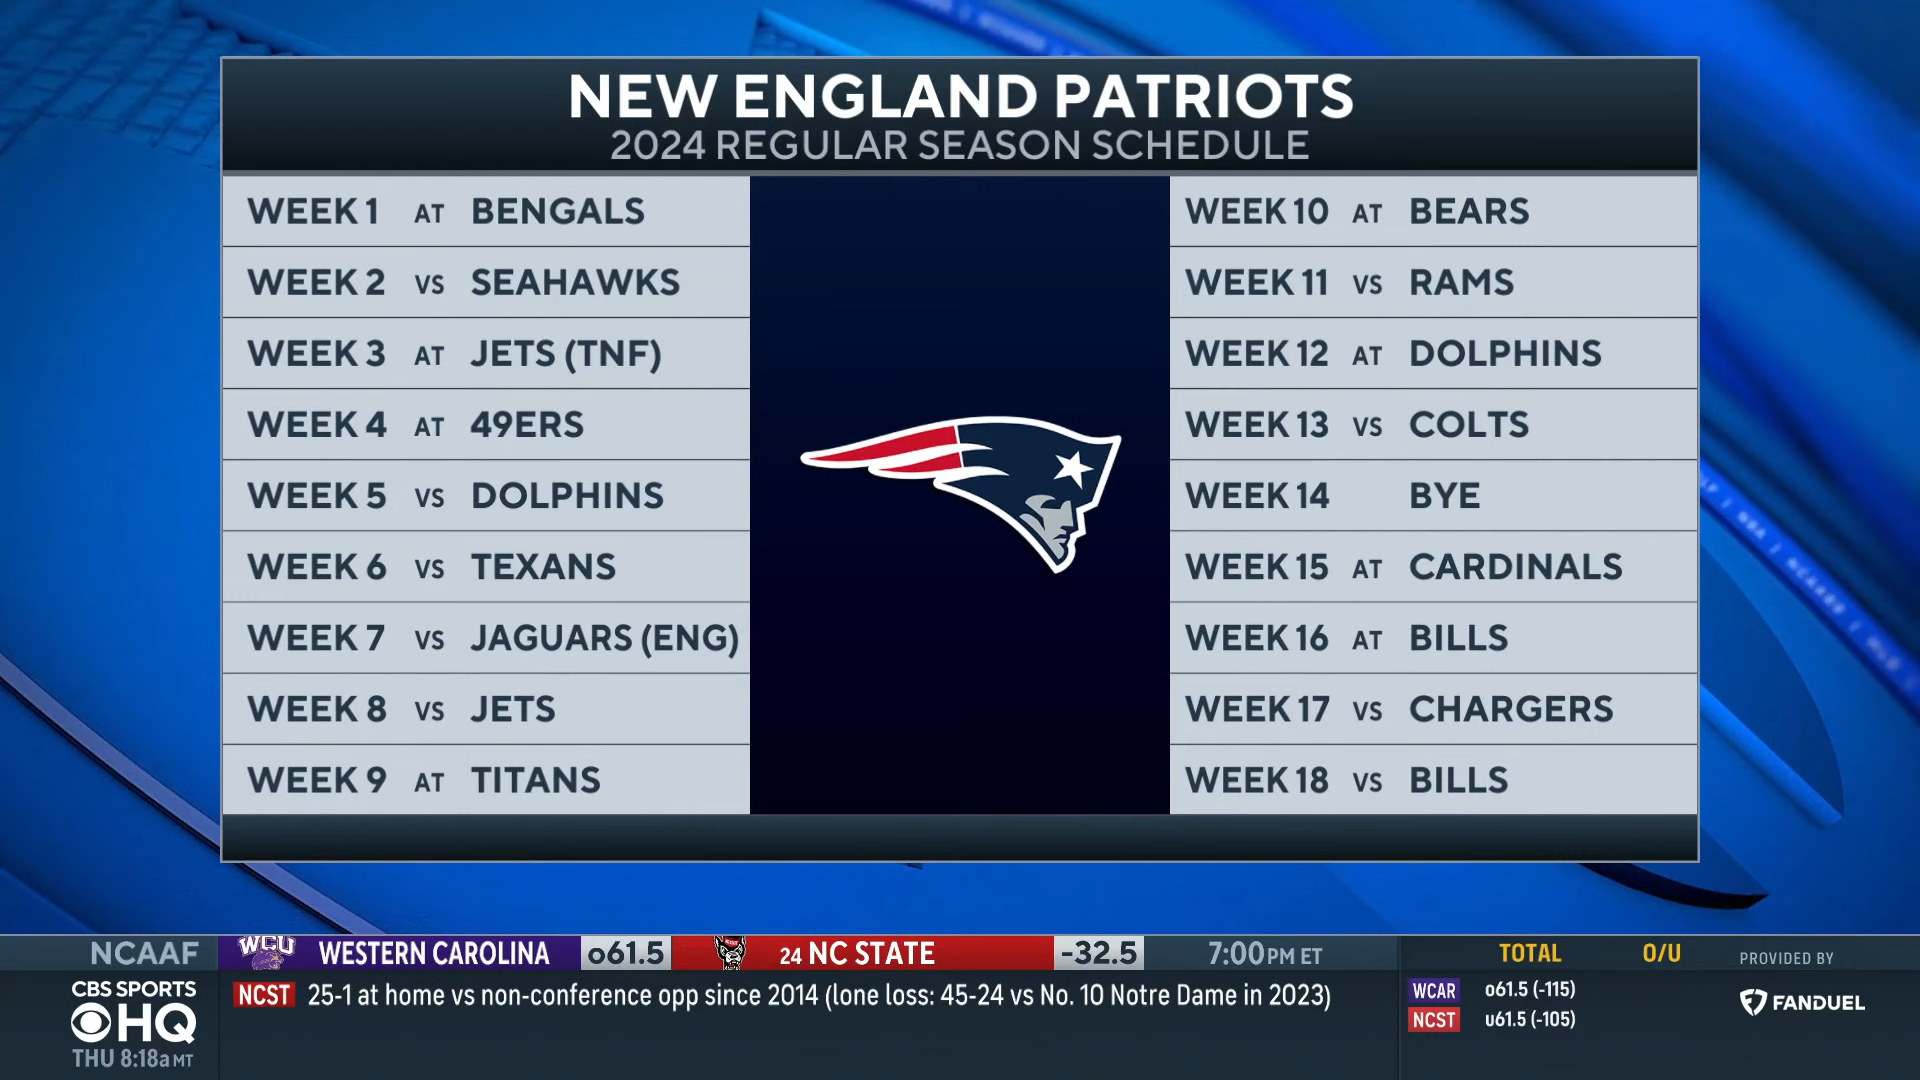 NEW ENGLAND PATRIOTS
2024 REGULAR SEASON SCHEDULE
WEEK 1 AT BENGALS
WEEK 2 VS SEAHAWKS
WEEK 3 AT JETS (TNF)
WEEK 4 AT 49ERS
WEEK 5 VS DOLPHINS
WEEK 6 VS TEXANS
WEEK 7 VS JAGUARS (ENG)
WEEK 8 VS JETS
WEEK 9 AT TITANS
WEEK 10 AT BEARS
WEEK 11 VS RAMS
WEEK 12 AT DOLPHINS
WEEK 13 VS COLTS
WEEK 14 BYE
WEEK 15 AT CARDINALS
WEEK 16 AT BILLS
WEEK 17 VS CHARGERS
WEEK 18 VS BILLS
NCAAF WCU WESTERN CAROLINA o61.5 24 NC STATE -32.5 7:00PM ET
NCST 25-1 at home vs non-conference opp since 2014 (lone loss: 45-24 vs No. 10 Notre Dame in 2023)
CBS SPORTS
HQ
THU 8:18a MT
TOTAL O/U
WCAR o61.5 (-115)
NCST u61.5 (-105)
PROVIDED BY
FANDUEL